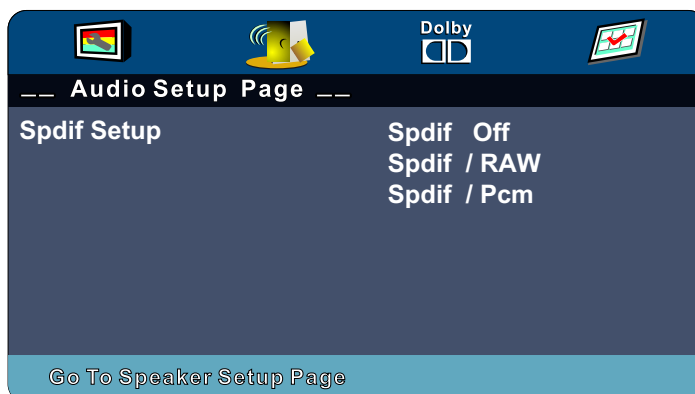 Dolby
__ Audio Setup Page __
Spdif Setup
Spdif Off
Spdif / RAW
Spdif / Pcm
Go To Speaker Setup Page